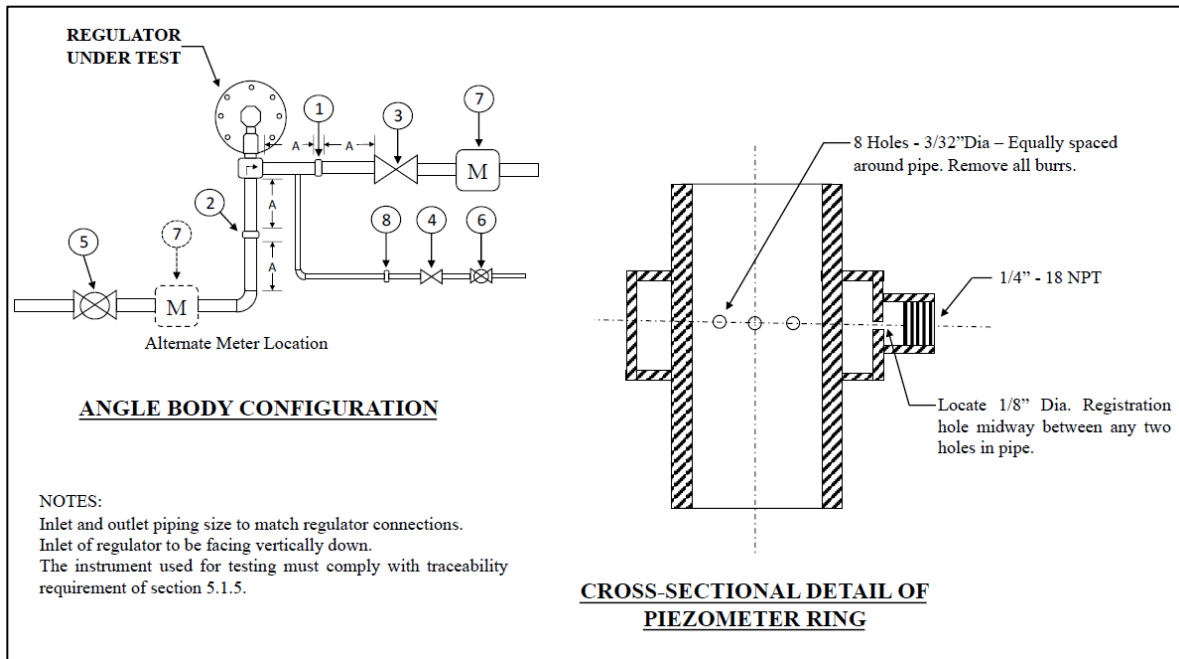 REGULATOR
UNDER TEST
1
3
7
A
A
M
2
A
A
8
4
6
5
7
M
Alternate Meter Location
ANGLE BODY CONFIGURATION
NOTES:
Inlet and outlet piping size to match regulator connections.
Inlet of regulator to be facing vertically down.
The instrument used for testing must comply with traceability
requirement of section 5.1.5.
8 Holes - 3/32”Dia – Equally spaced
around pipe. Remove all burrs.
1/4” - 18 NPT
Locate 1/8” Dia. Registration
hole midway between any two
holes in pipe.
CROSS-SECTIONAL DETAIL OF
PIEZOMETER RING